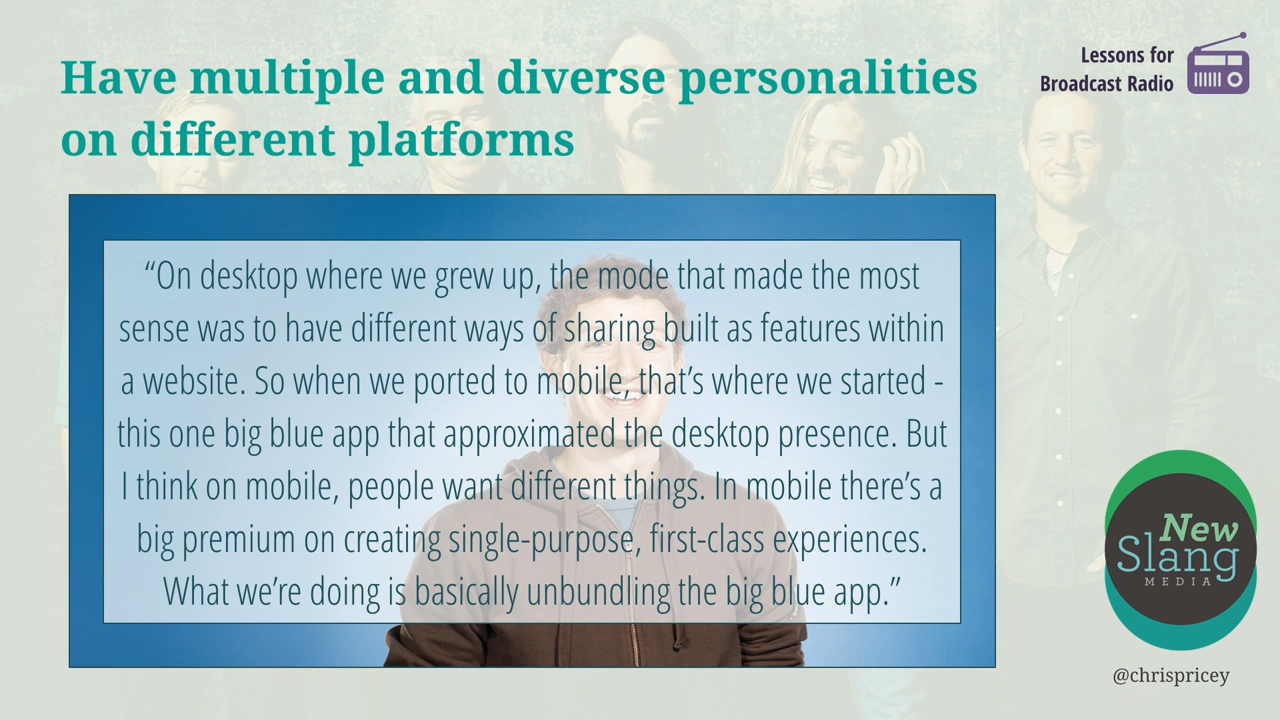 Have multiple and diverse personalities
on different platforms
Lessons for
Broadcast Radio
“On desktop where we grew up, the mode that made the most
sense was to have different ways of sharing built as features within
a website. So when we ported to mobile, that’s where we started -
this one big blue app that approximated the desktop presence. But
I think on mobile, people want different things. In mobile there’s a
big premium on creating single-purpose, first-class experiences.
What we’re doing is basically unbundling the big blue app.”
New
Slang
MEDIA
@chrispricey